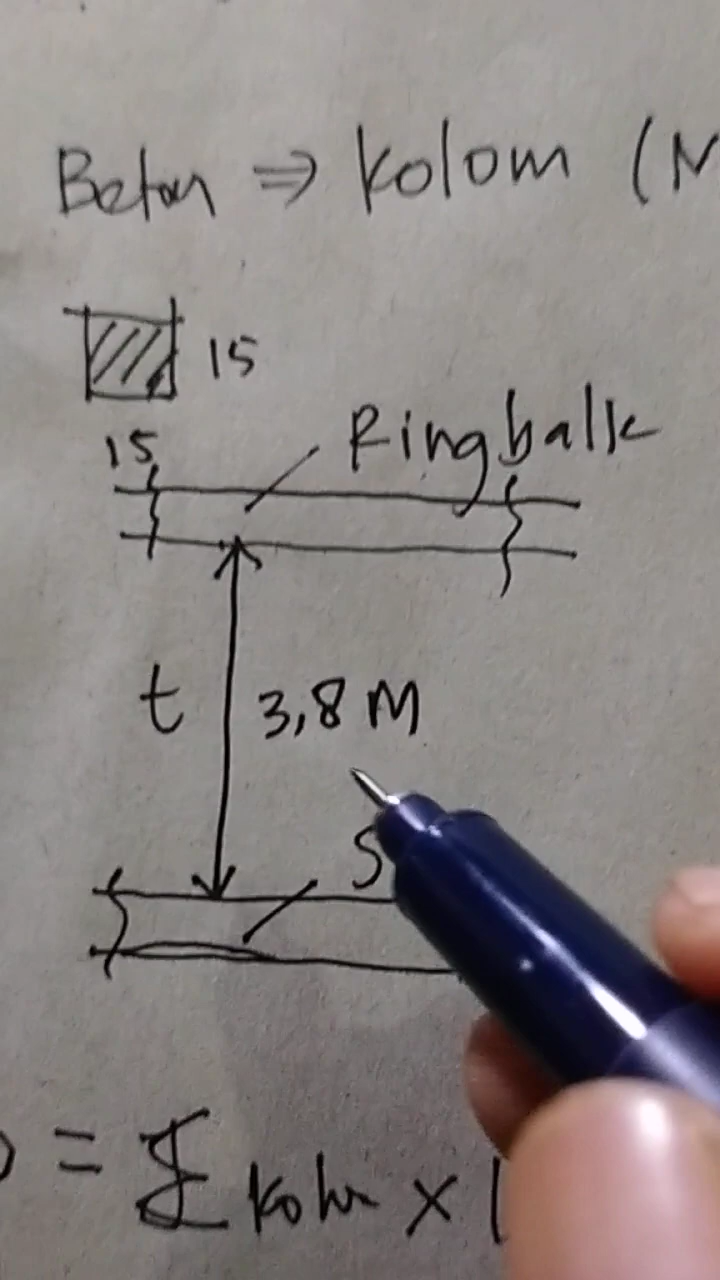 Beton ⇒ Kolom (N
15
15
Ringbalk
t 3,8 M
S
= Σ Kolom × l